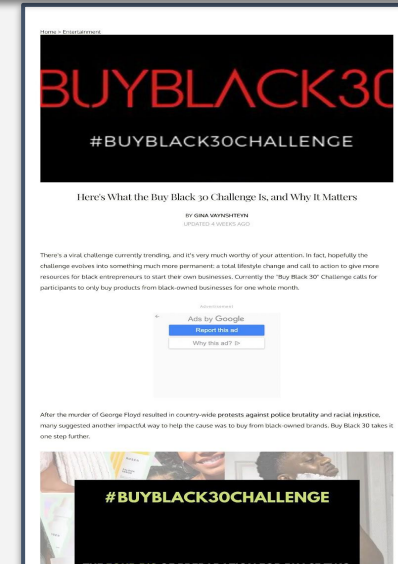 Home > Entertainment
BUYBLACK30
#BUYBLACK30CHALLENGE
Here's What the Buy Black 30 Challenge Is, and Why It Matters
BY GINA VAYNSHTEYN
UPDATED 4 WEEKS AGO
There's a viral challenge currently trending, and it's very much worthy of your attention. In fact, hopefully the
challenge evolves into something much more permanent: a total lifestyle change and call to action to give more
resources for black entrepreneurs to start their own businesses. Currently the "Buy Black 30" Challenge calls for
participants to only buy products from black-owned businesses for one whole month.
Advertisement
Ads by Google
Report this ad
Why this ad?
After the murder of George Floyd resulted in country-wide protests against police brutality and racial injustice,
many suggested another impactful way to help the cause was to buy from black-owned brands. Buy Black 30 takes it
one step further.
#BUYBLACK30CHALLENGE